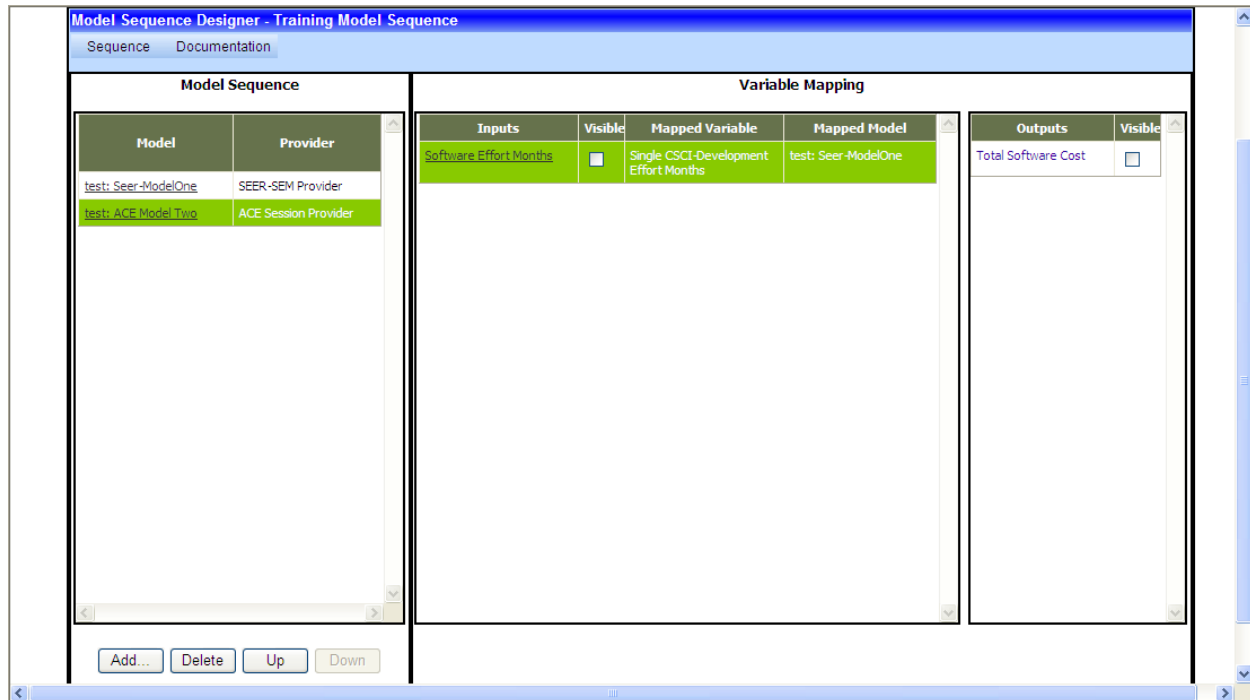 Model Sequence Designer - Training Model Sequence
Sequence Documentation
Model Sequence
Variable Mapping
Model Provider
test: Seer-ModelOne SEER-SEM Provider
test: ACE Model Two ACE Session Provider
Inputs Visible Mapped Variable Mapped Model
Software Effort Months Single CSCI-Development test: Seer-ModelOne
Effort Months
Outputs Visible
Total Software Cost
Add... Delete Up Down